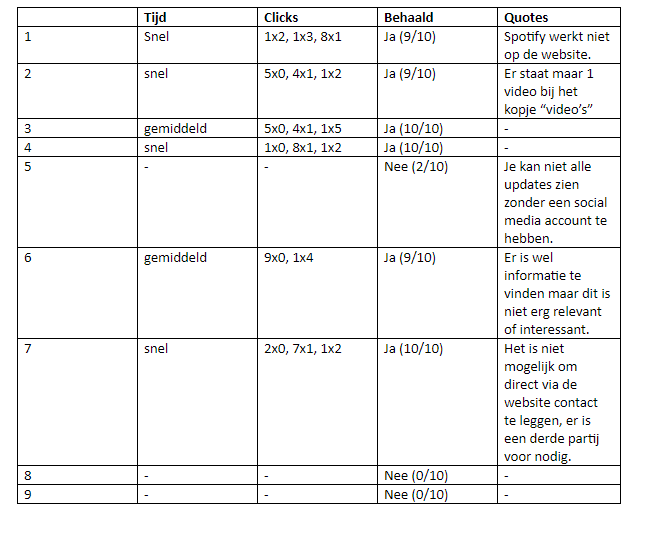 Tijd Clicks Behaald Quotes
1 Snel 1x2, 1x3, 8x1 Ja (9/10) Spotify werkt niet
op de website.
2 snel 5x0, 4x1, 1x2 Ja (9/10) Er staat maar 1
video bij het
kopje “video’s”
3 gemiddeld 5x0, 4x1, 1x5 Ja (10/10) -
4 snel 1x0, 8x1, 1x2 Ja (10/10) -
5 - - Nee (2/10) Je kan niet alle
updates zien
zonder een social
media account te
hebben.
6 gemiddeld 9x0, 1x4 Ja (9/10) Er is wel
informatie te
vinden maar dit is
niet erg relevant
of interessant.
7 snel 2x0, 7x1, 1x2 Ja (10/10) Het is niet
mogelijk om
direct via de
website contact
te leggen, er is
een derde partij
voor nodig.
8 - - Nee (0/10) -
9 - - Nee (0/10) -